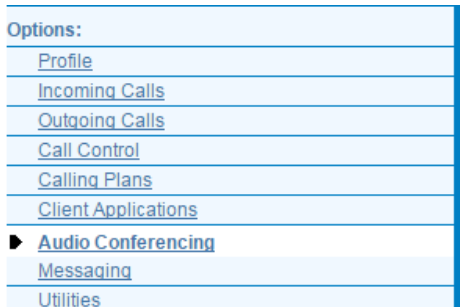 Options:
Profile
Incoming Calls
Outgoing Calls
Call Control
Calling Plans
Client Applications
Audio Conferencing
Messaging
Utilities